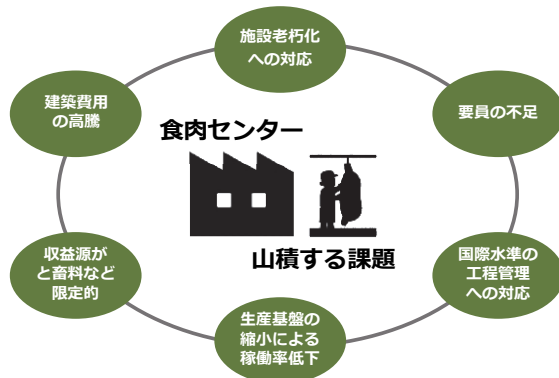 施設老朽化
への対応
建築費用
の高騰
要員の不足
食肉センター
山積する課題
収益源が
と畜料など
限定的
国際水準の
工程管理
への対応
生産基盤の
縮小による
稼働率低下